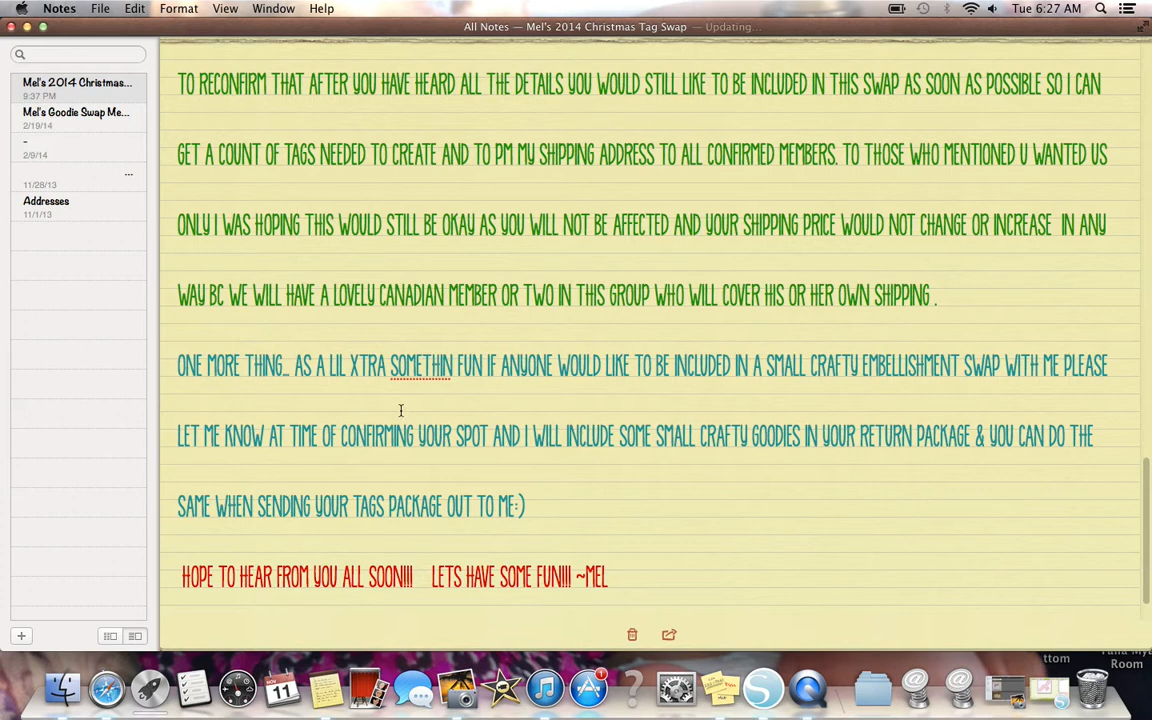 Notes File Edit Format View Window Help Tue 6:27 AM
All Notes — Mel's 2014 Christmas Tag Swap — Updating...
Mel's 2014 Christmas...
9:37 PM
Mel's Goodie Swap Me...
2/19/14
-
2/9/14
...
11/28/13
Addresses
11/1/13
TO RECONFIRM THAT AFTER YOU HAVE HEARD ALL THE DETAILS YOU WOULD STILL LIKE TO BE INCLUDED IN THIS SWAP AS SOON AS POSSIBLE SO I CAN
GET A COUNT OF TAGS NEEDED TO CREATE AND TO PM MY SHIPPING ADDRESS TO ALL CONFIRMED MEMBERS. TO THOSE WHO MENTIONED U WANTED US
ONLY I WAS HOPING THIS WOULD STILL BE OKAY AS YOU WILL NOT BE AFFECTED AND YOUR SHIPPING PRICE WOULD NOT CHANGE OR INCREASE IN ANY
WAY BC WE WILL HAVE A LOVELY CANADIAN MEMBER OR TWO IN THIS GROUP WHO WILL COVER HIS OR HER OWN SHIPPING .
ONE MORE THING... AS A LIL XTRA SOMETHIN FUN IF ANYONE WOULD LIKE TO BE INCLUDED IN A SMALL CRAFTY EMBELLISHMENT SWAP WITH ME PLEASE
LET ME KNOW AT TIME OF CONFIRMING YOUR SPOT AND I WILL INCLUDE SOME SMALL CRAFTY GOODIES IN YOUR RETURN PACKAGE & YOU CAN DO THE
SAME WHEN SENDING YOUR TAGS PACKAGE OUT TO ME:)
HOPE TO HEAR FROM YOU ALL SOON!!! LETS HAVE SOME FUN!!! ~MEL
ttom
Room
NOV
11
1